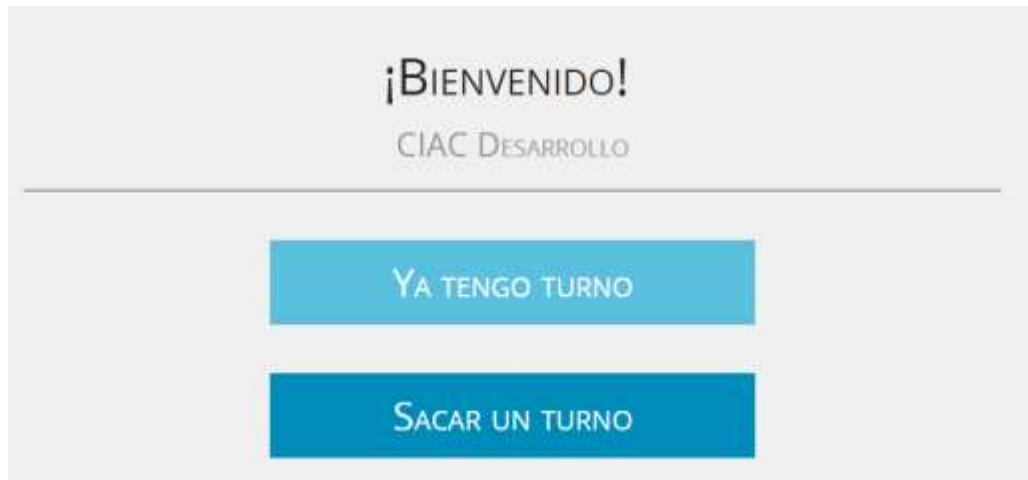 ¡Bienvenido!
CIAC Desarrollo
Ya tengo turno
Sacar un turno